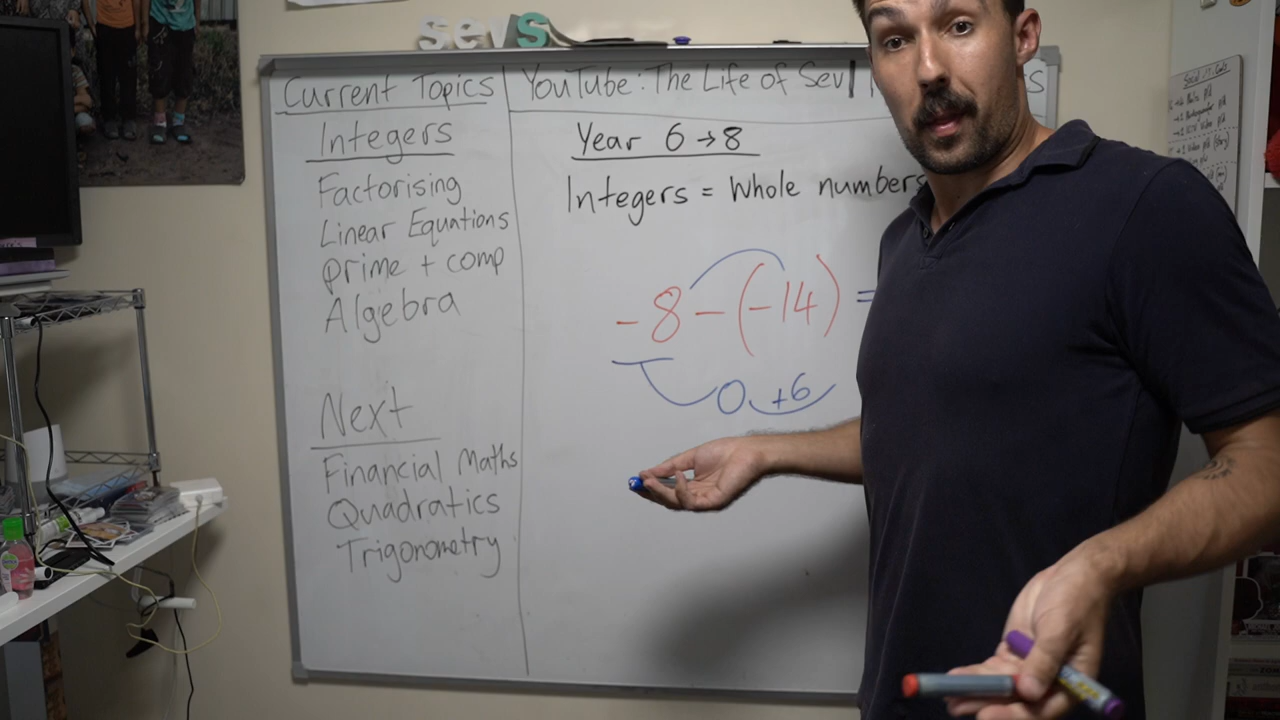 sevs
Current Topics
Integers
Factorising
Linear Equations
prime + comp
Algebra
Next
Financial Maths
Quadratics
Trigonometry
YouTube: The Life of Sev
Year 6 → 8
Integers = Whole numbers
-8 - (-14) =
0 +6